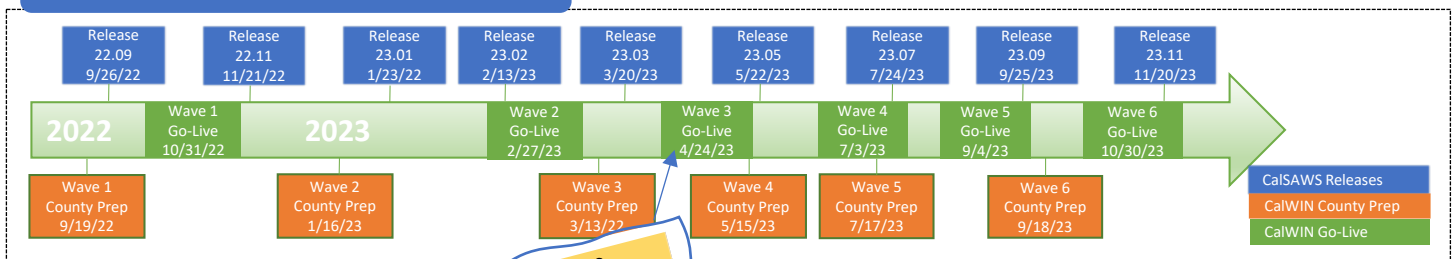 Release
22.09
9/26/22
Release
22.11
11/21/22
Release
23.01
1/23/22
Release
23.02
2/13/23
Release
23.03
3/20/23
Release
23.05
5/22/23
Release
23.07
7/24/23
Release
23.09
9/25/23
Release
23.11
11/20/23
2022
Wave 1
Go-Live
10/31/22
2023
Wave 2
Go-Live
2/27/23
Wave 3
Go-Live
4/24/23
Wave 4
Go-Live
7/3/23
Wave 5
Go-Live
9/4/23
Wave 6
Go-Live
10/30/23
Wave 1
County Prep
9/19/22
Wave 2
County Prep
1/16/23
Wave 3
County Prep
3/13/22
Wave 4
County Prep
5/15/23
Wave 5
County Prep
7/17/23
Wave 6
County Prep
9/18/23
CalSAWS Releases
CalWIN County Prep
CalWIN Go-Live